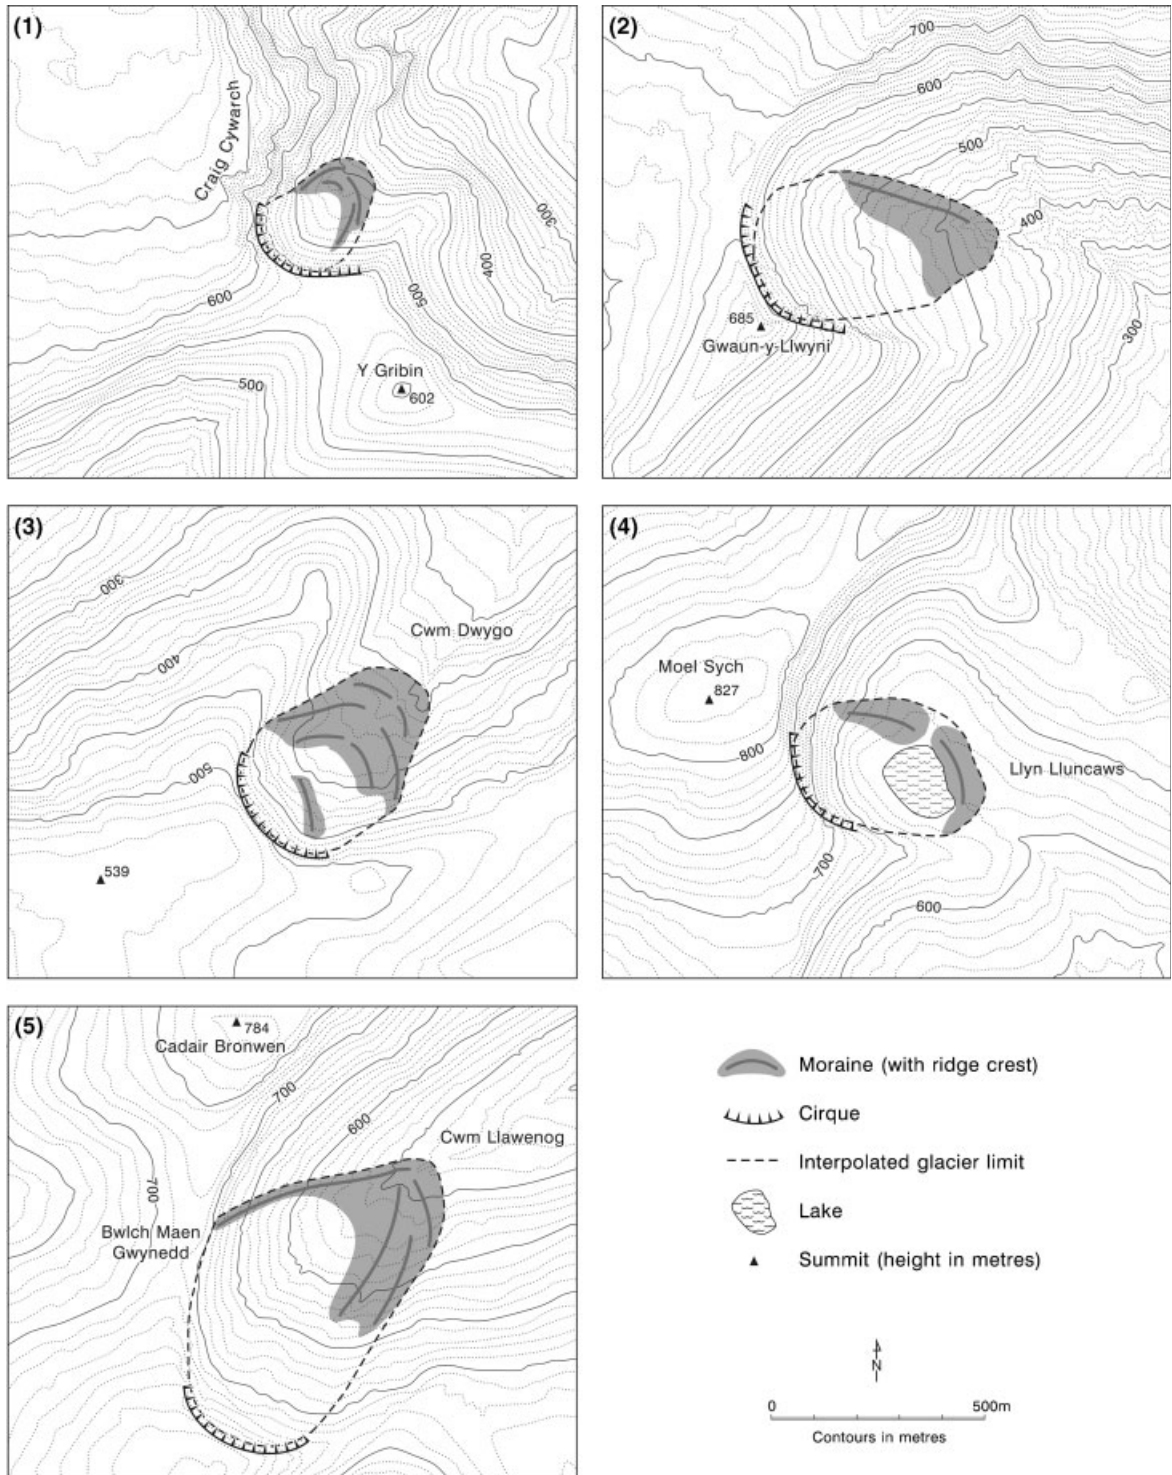 (1)
Craig Cywarch
300
400
500
600
500
Y Gribin
602
(2)
700
600
500
400
300
685
Gwaun-y-Llwyni
(3)
300
Cwm Dwygo
400
500
539
(4)
Moel Sych
827
800
Llyn Lluncaws
700
600
(5)
784
Cadair Bronwen
700
600
Cwm Llawenog
700
Bwlch Maen
Gwynedd
Moraine (with ridge crest)
Cirque
Interpolated glacier limit
Lake
Summit (height in metres)
N
0 500m
Contours in metres